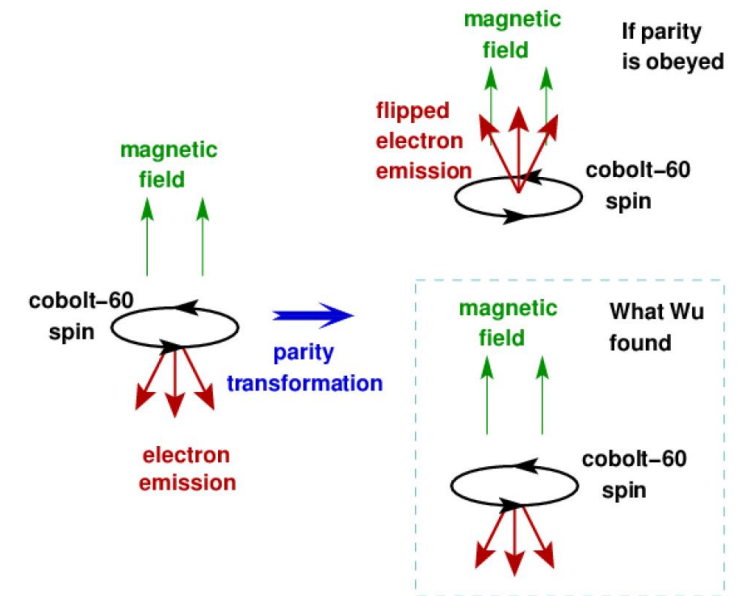 magnetic
field
If parity
is obeyed
flipped
electron
emission
cobolt−60
spin
magnetic
field
cobolt−60
spin
parity
transformation
electron
emission
magnetic
field
What Wu
found
cobolt−60
spin